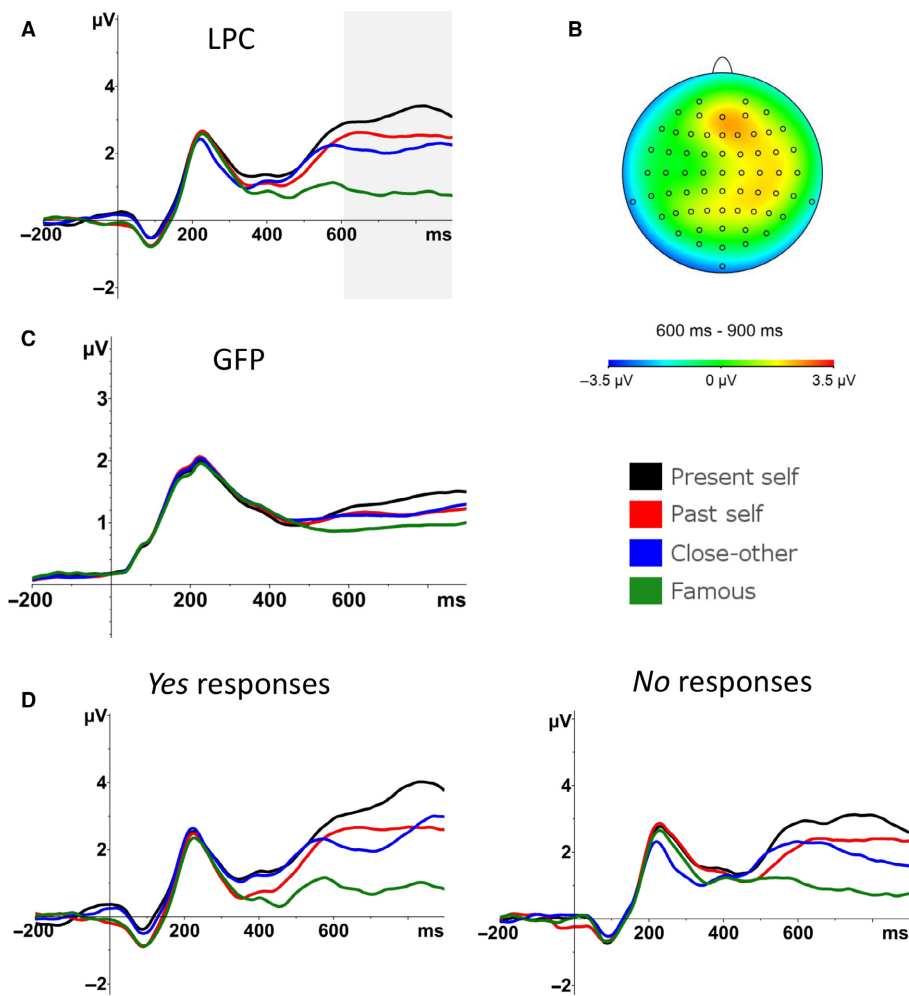 A
µV
LPC
4
2
−200
200
400
600
ms
−2
B
600 ms - 900 ms
−3.5 µV
0 µV
3.5 µV
C
µV
GFP
3
2
1
−200
200
400
600
ms
Present self
Past self
Close-other
Famous
D
Yes responses
µV
4
2
0
−200
200
400
600
ms
−2
No responses
µV
4
2
0
−200
200
400
600
ms
−2